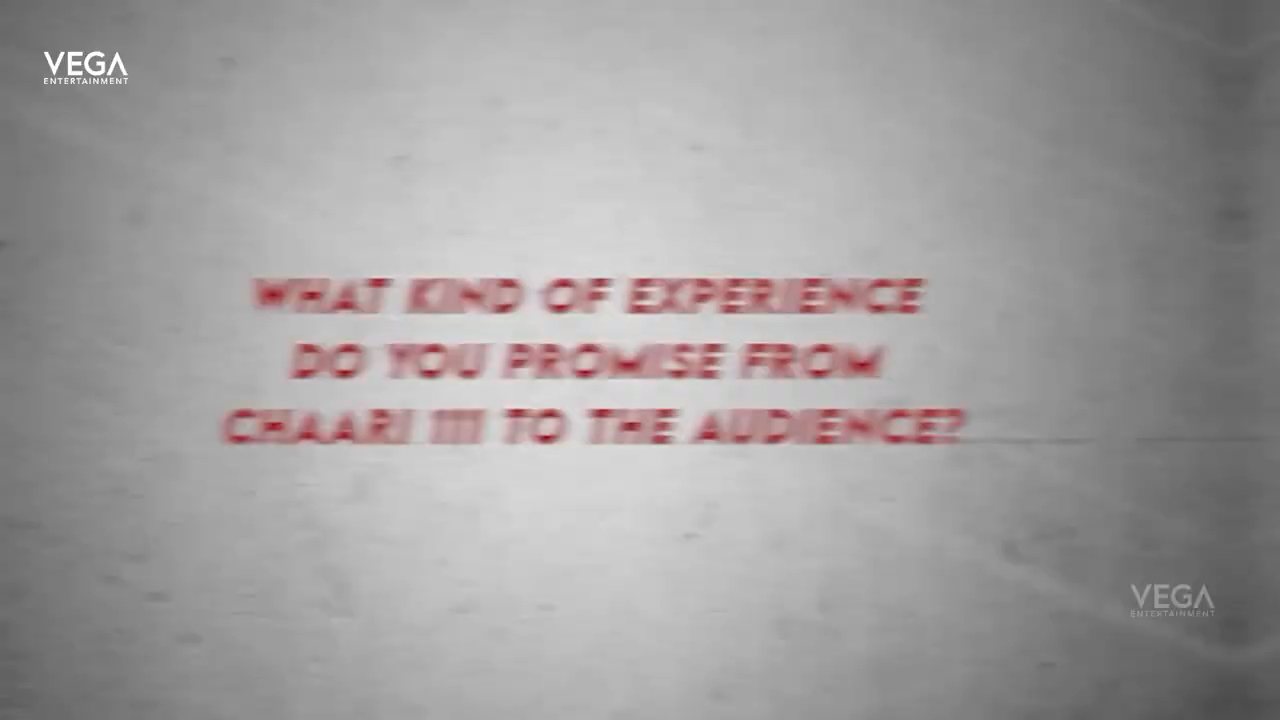 VEGA
ENTERTAINMENT
WHAT KIND OF EXPERIENCE
DO YOU PROMISE FROM
CHAARI 111 TO THE AUDIENCE?
VEGA
ENTERTAINMENT